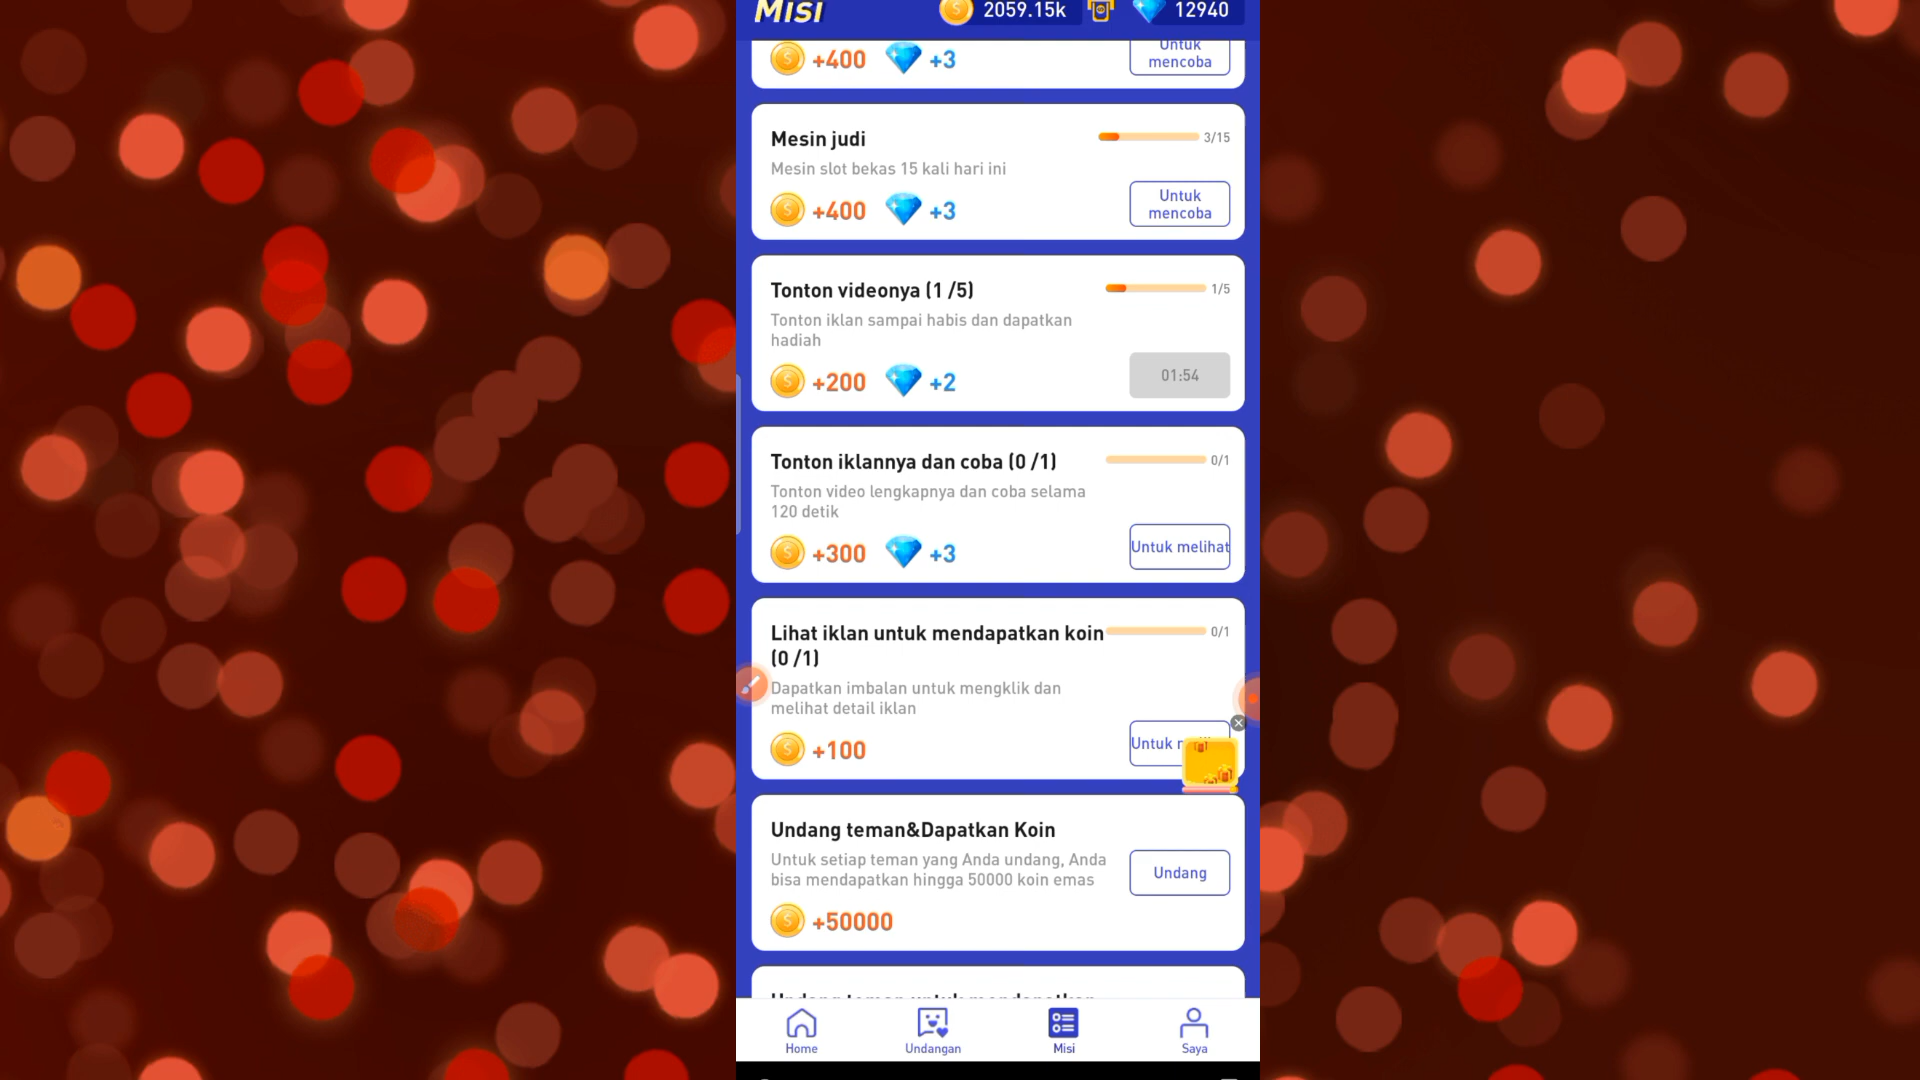 MISI
2059.15k
12940
+400
+3
Untuk
mencoba
Mesin judi
3/15
Mesin slot bekas 15 kali hari ini
+400
+3
Untuk
mencoba
Tonton videonya (1 /5)
1/5
Tonton iklan sampai habis dan dapatkan
hadiah
+200
+2
01:54
Tonton iklannya dan coba (0 /1)
0/1
Tonton video lengkapnya dan coba selama
120 detik
+300
+3
Untuk melihat
Lihat iklan untuk mendapatkan koin
(0 /1)
0/1
Dapatkan imbalan untuk mengklik dan
melihat detail iklan
+100
Untuk
Undang teman&Dapatkan Koin
Untuk setiap teman yang Anda undang, Anda
bisa mendapatkan hingga 50000 koin emas
+50000
Undang
Home
Undangan
Misi
Saya